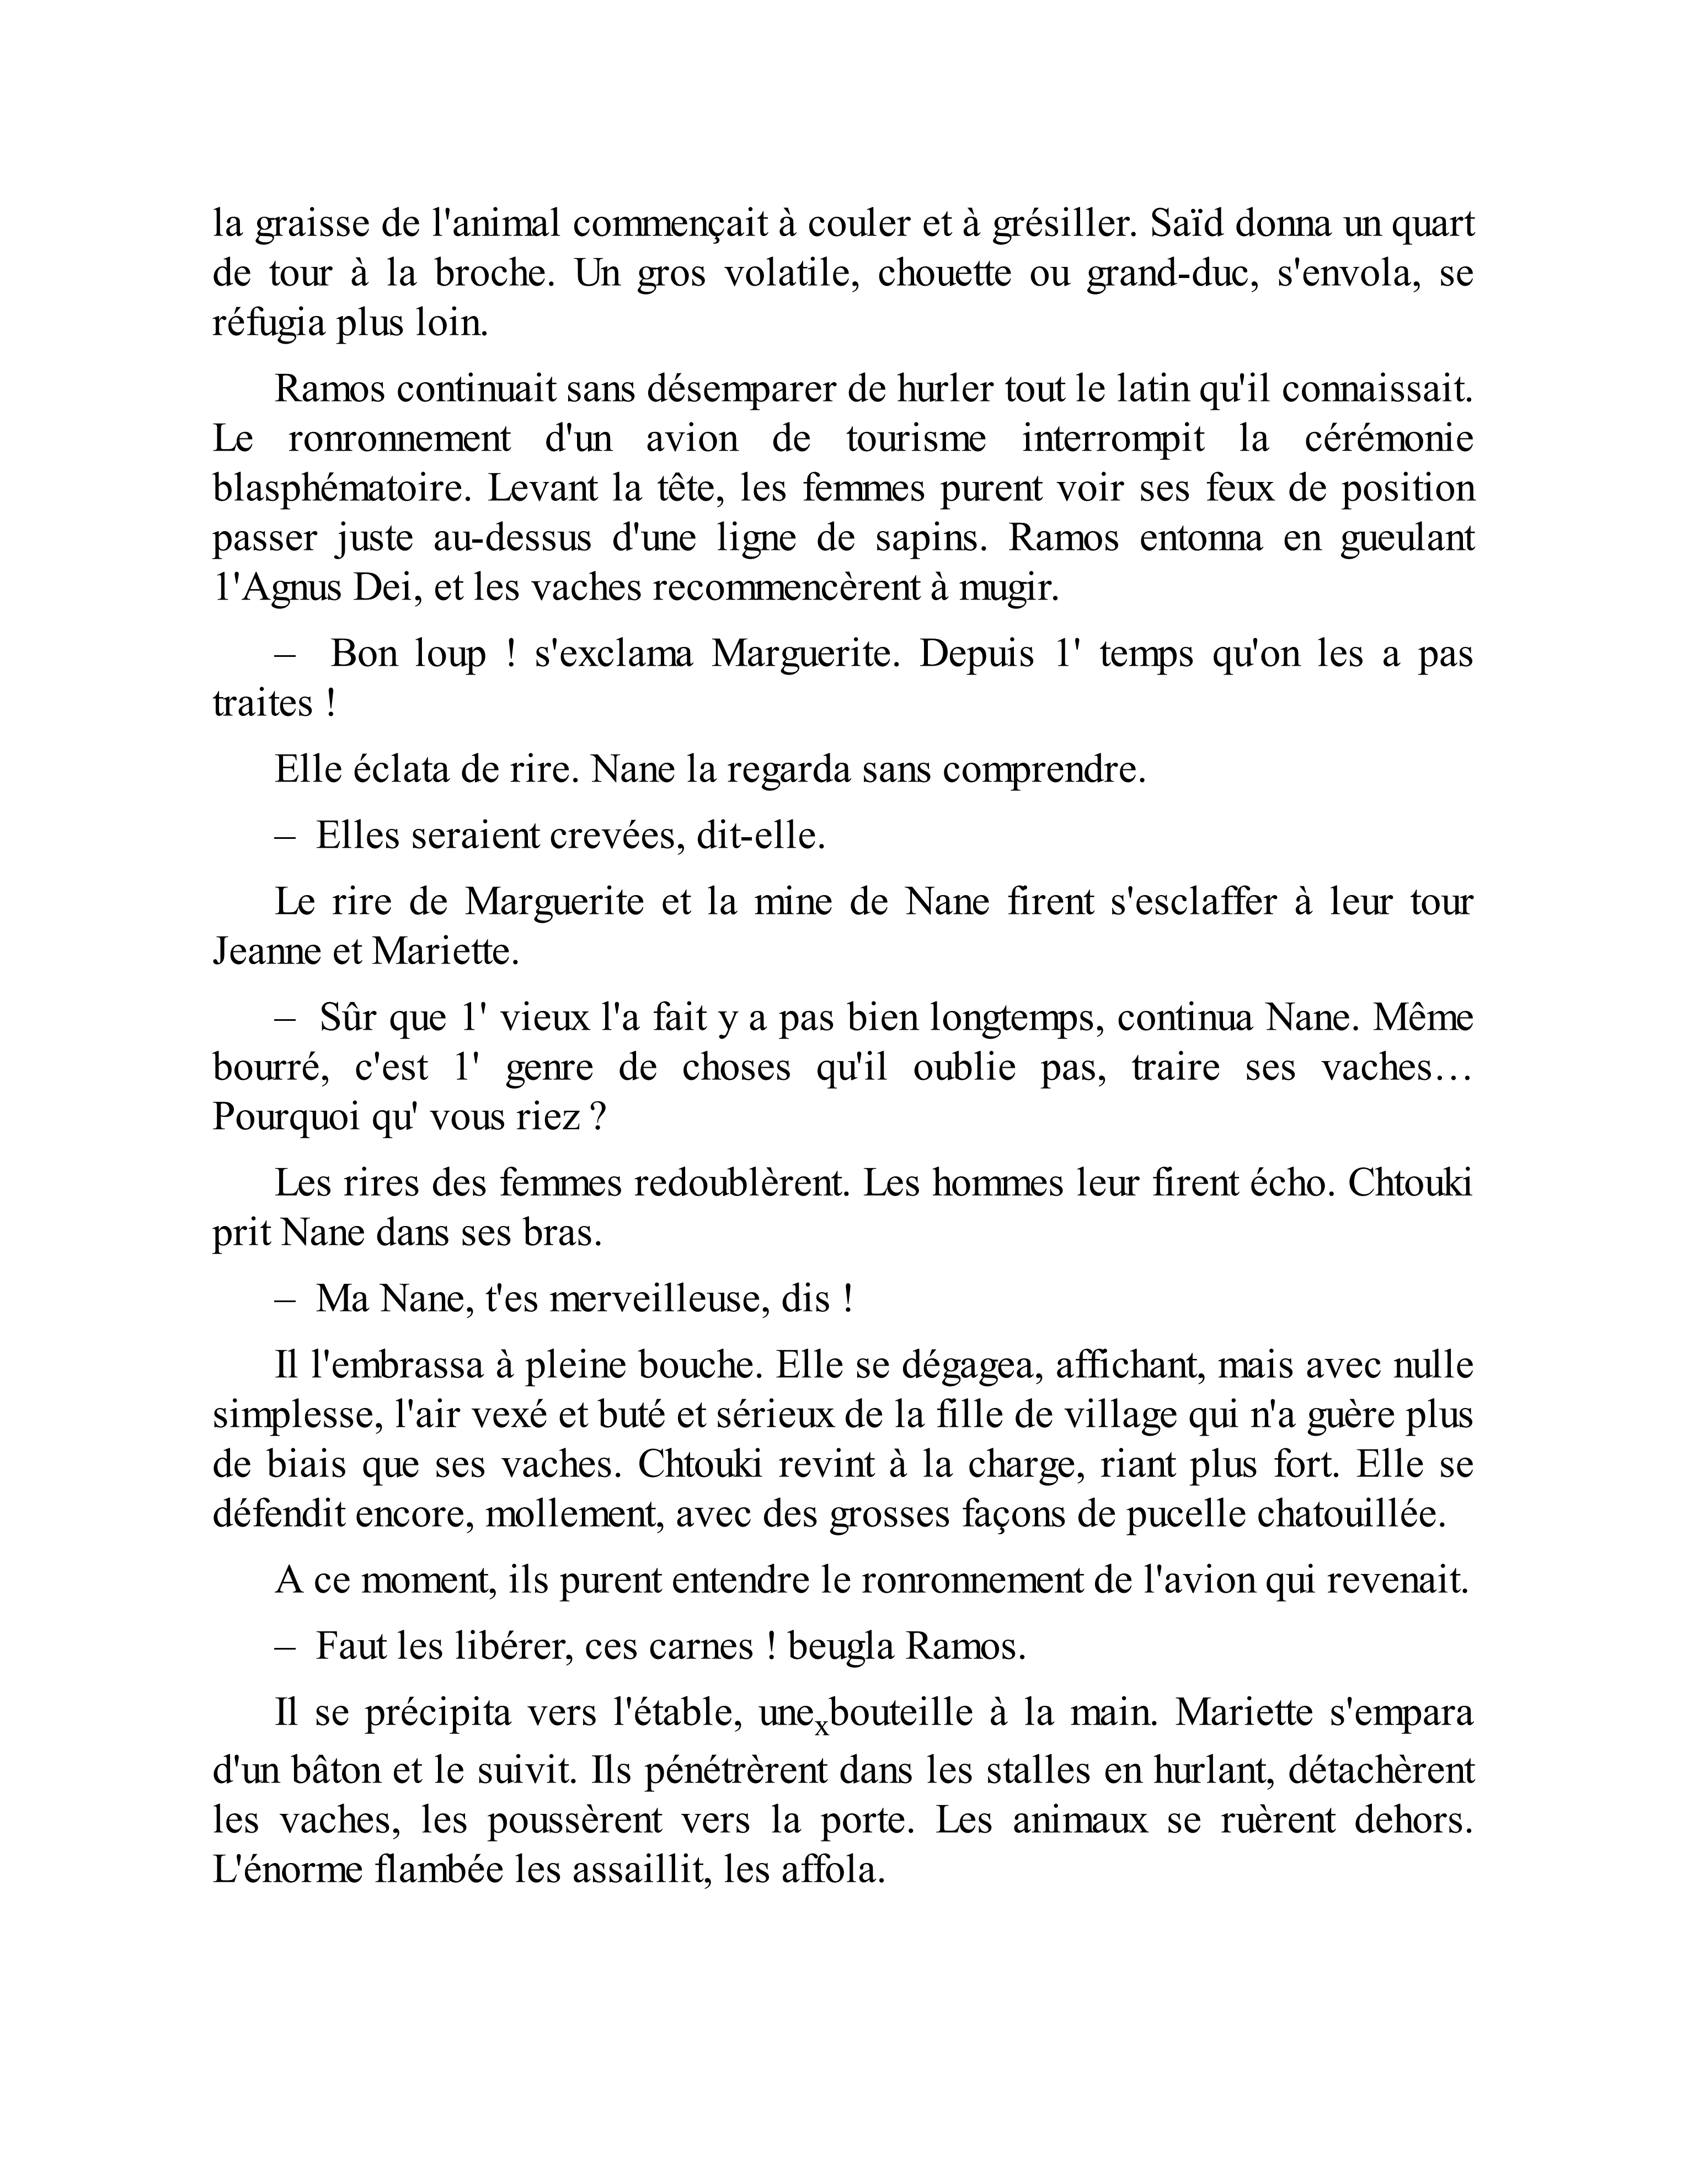 la graisse de l'animal commençait à couler et à grésiller. Saïd donna un quart
de tour à la broche. Un gros volatile, chouette ou grand-duc, s'envola, se
réfugia plus loin.
Ramos continuait sans désemparer de hurler tout le latin qu'il connaissait.
Le ronronnement d'un avion de tourisme interrompit la cérémonie
blasphématoire. Levant la tête, les femmes purent voir ses feux de position
passer juste au-dessus d'une ligne de sapins. Ramos entonna en gueulant
1'Agnus Dei, et les vaches recommencèrent à mugir.
– Bon loup ! s'exclama Marguerite. Depuis 1' temps qu'on les a pas
traites !
Elle éclata de rire. Nane la regarda sans comprendre.
– Elles seraient crevées, dit-elle.
Le rire de Marguerite et la mine de Nane firent s'esclaffer à leur tour
Jeanne et Mariette.
– Sûr que 1' vieux l'a fait y a pas bien longtemps, continua Nane. Même
bourré, c'est 1' genre de choses qu'il oublie pas, traire ses vaches…
Pourquoi qu' vous riez ?
Les rires des femmes redoublèrent. Les hommes leur firent écho. Chtouki
prit Nane dans ses bras.
– Ma Nane, t'es merveilleuse, dis !
Il l'embrassa à pleine bouche. Elle se dégagea, affichant, mais avec nulle
simplesse, l'air vexé et buté et sérieux de la fille de village qui n'a guère plus
de biais que ses vaches. Chtouki revint à la charge, riant plus fort. Elle se
défendit encore, mollement, avec des grosses façons de pucelle chatouillée.
A ce moment, ils purent entendre le ronronnement de l'avion qui revenait.
– Faut les libérer, ces carnes ! beugla Ramos.
Il se précipita vers l'étable, unexbouteille à la main. Mariette s'empara
d'un bâton et le suivit. Ils pénétrèrent dans les stalles en hurlant, détachèrent
les vaches, les poussèrent vers la porte. Les animaux se ruèrent dehors.
L'énorme flambée les assaillit, les affola.